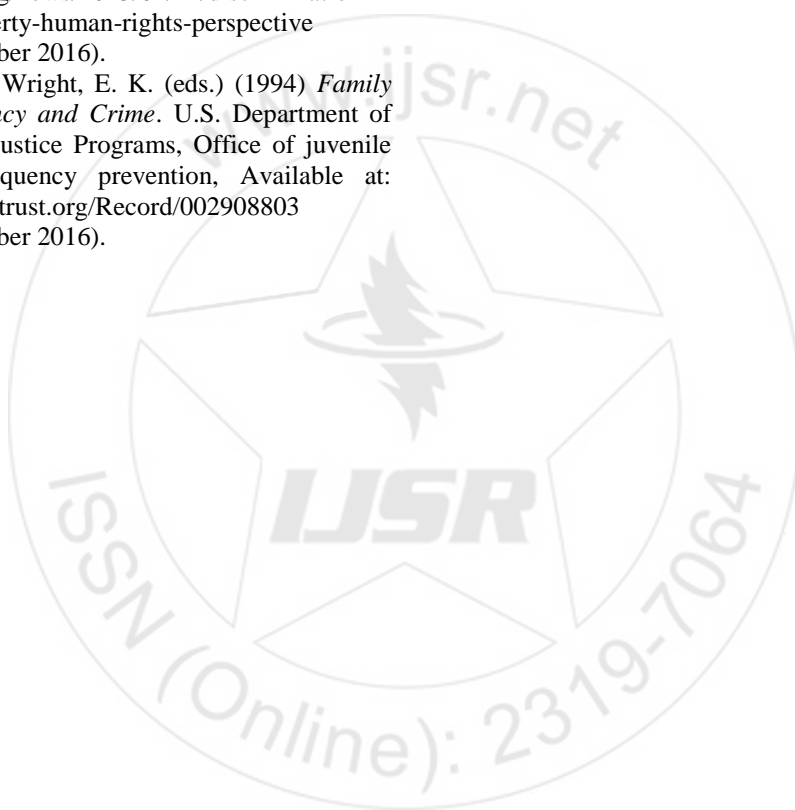 erty-human-rights-perspective
ber 2016).
Wright, E. K. (eds.) (1994) Family
ncy and Crime. U.S. Department of
ustice Programs, Office of juvenile
quency prevention, Available at:
trust.org/Record/002908803
ber 2016).
www.ijsr.net
IJSR
ISSN (Online): 2319-7064